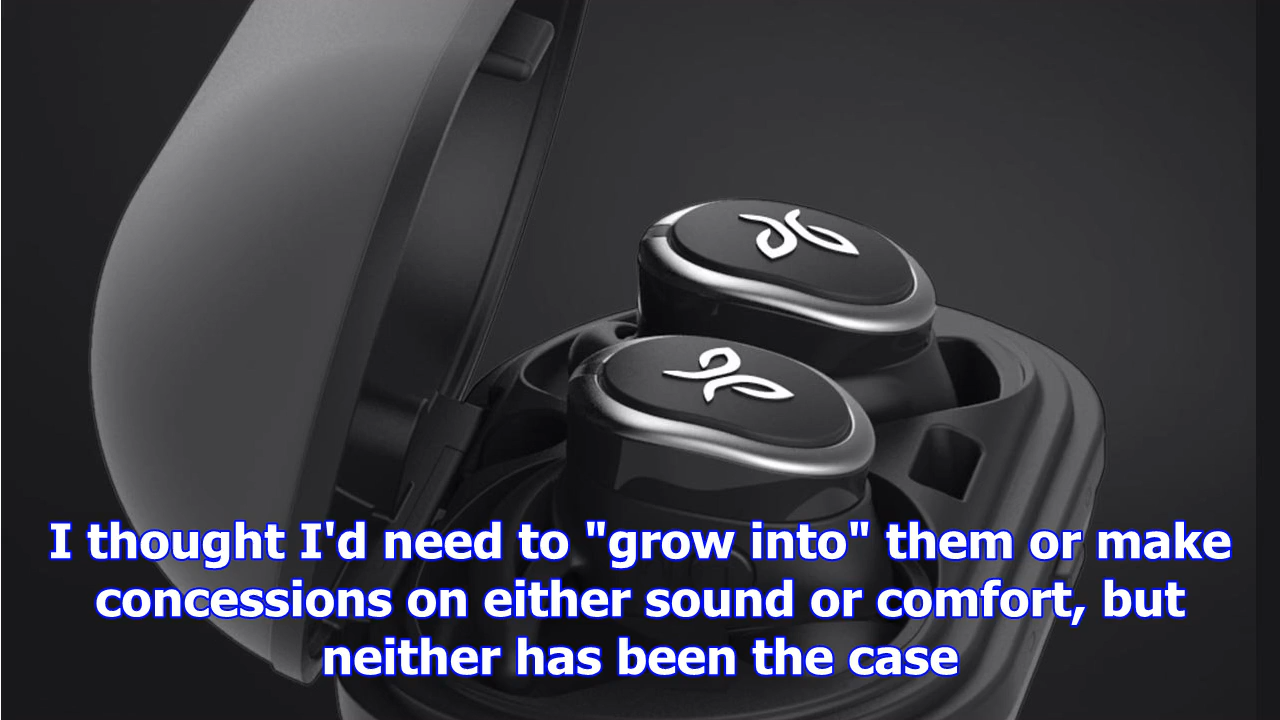 I thought I'd need to "grow into" them or make
concessions on either sound or comfort, but
neither has been the case